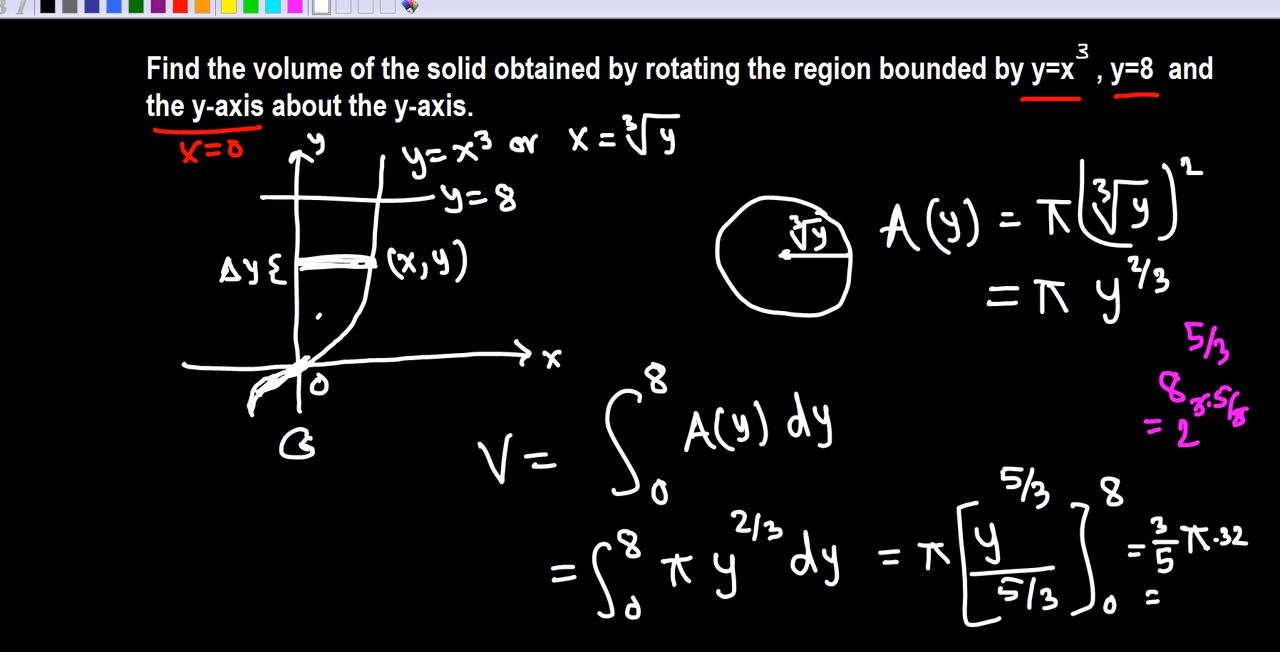 Find the volume of the solid obtained by rotating the region bounded by y=x³ , y=8 and
the y-axis about the y-axis.
x=0
y
y=x³ or x=∛y
y=8
Δy{
(x,y)
x
0
∛y
A(y) = π(∛y)²
= π y^2/3
8^5/3
= 2^3·5/3
V = ∫₀⁸ A(y) dy
= ∫₀⁸ π y^2/3 dy = π [y^5/3 / 5/3]₀⁸ = 3/5 π·32
=